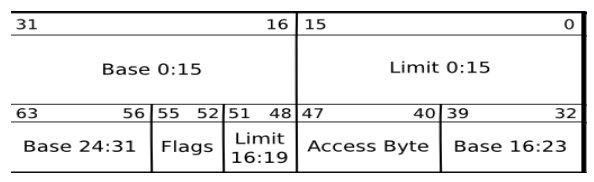 31 16 15 0
Base 0:15 Limit 0:15
63 56 55 52 51 48 47 40 39 32
Base 24:31 Flags Limit 16:19 Access Byte Base 16:23